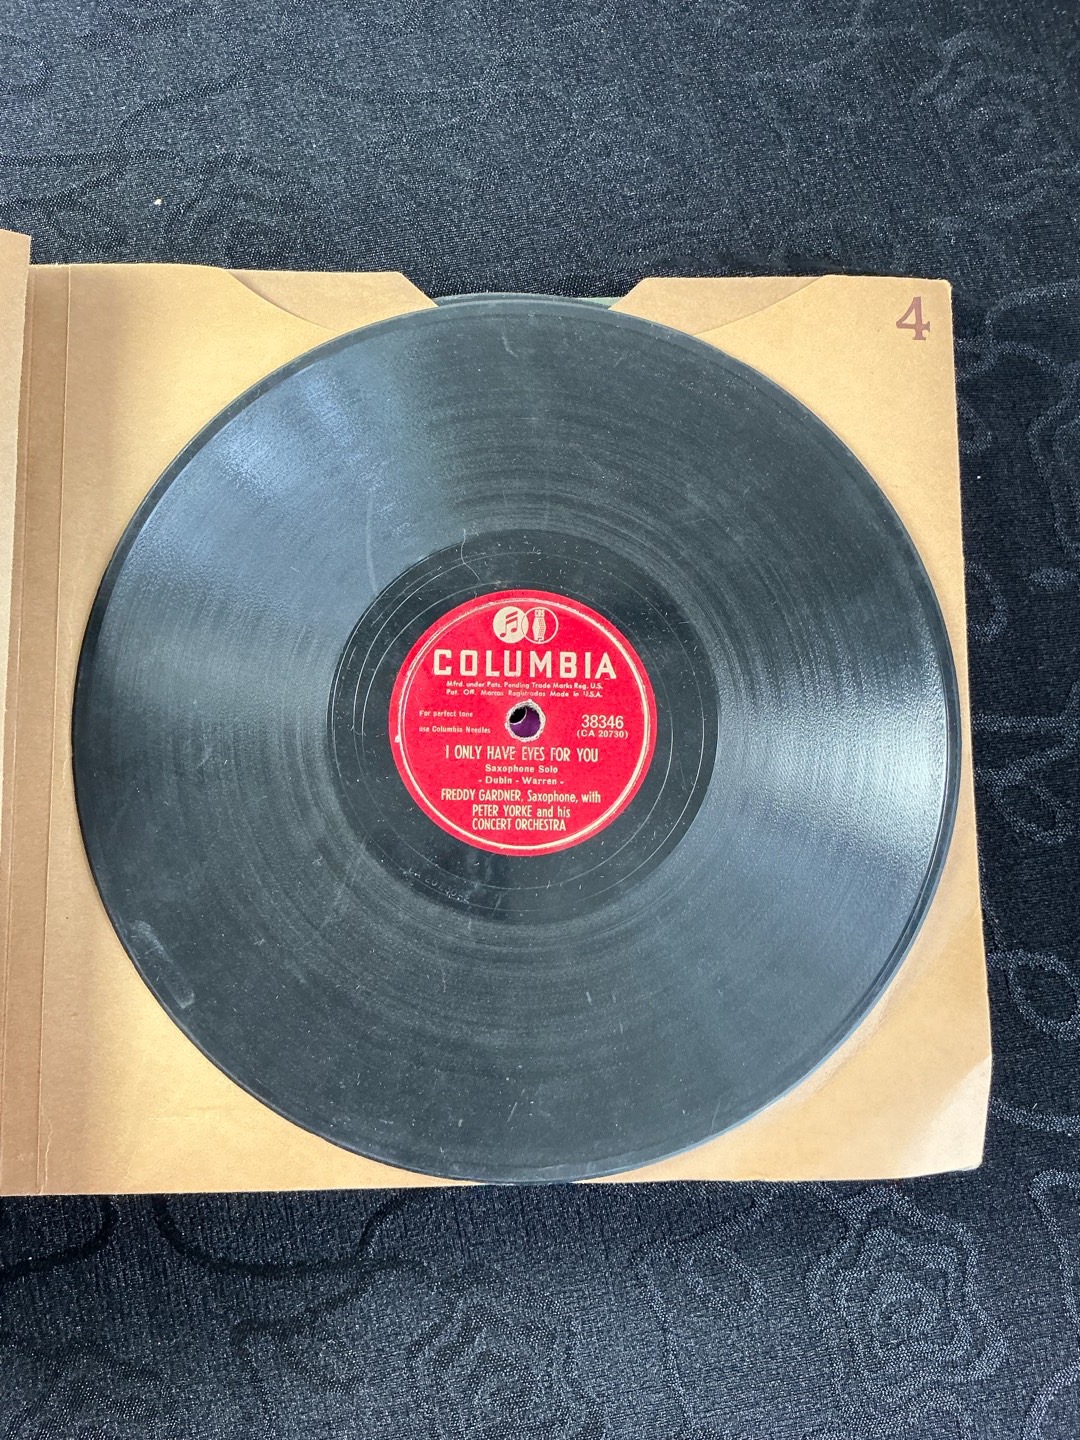 4
CBS
COLUMBIA
Mfrd. under Pats. Pending Trade Marks Reg. U.S.
Pat. Off. Marcas Registradas Made in U.S.A.
For perfect tone
use Columbia Needles
38346
(CA 20730)
I ONLY HAVE EYES FOR YOU
Saxophone Solo
- Dubin - Warren -
FREDDY GARDNER, Saxophone, with
PETER YORKE and his
CONCERT ORCHESTRA